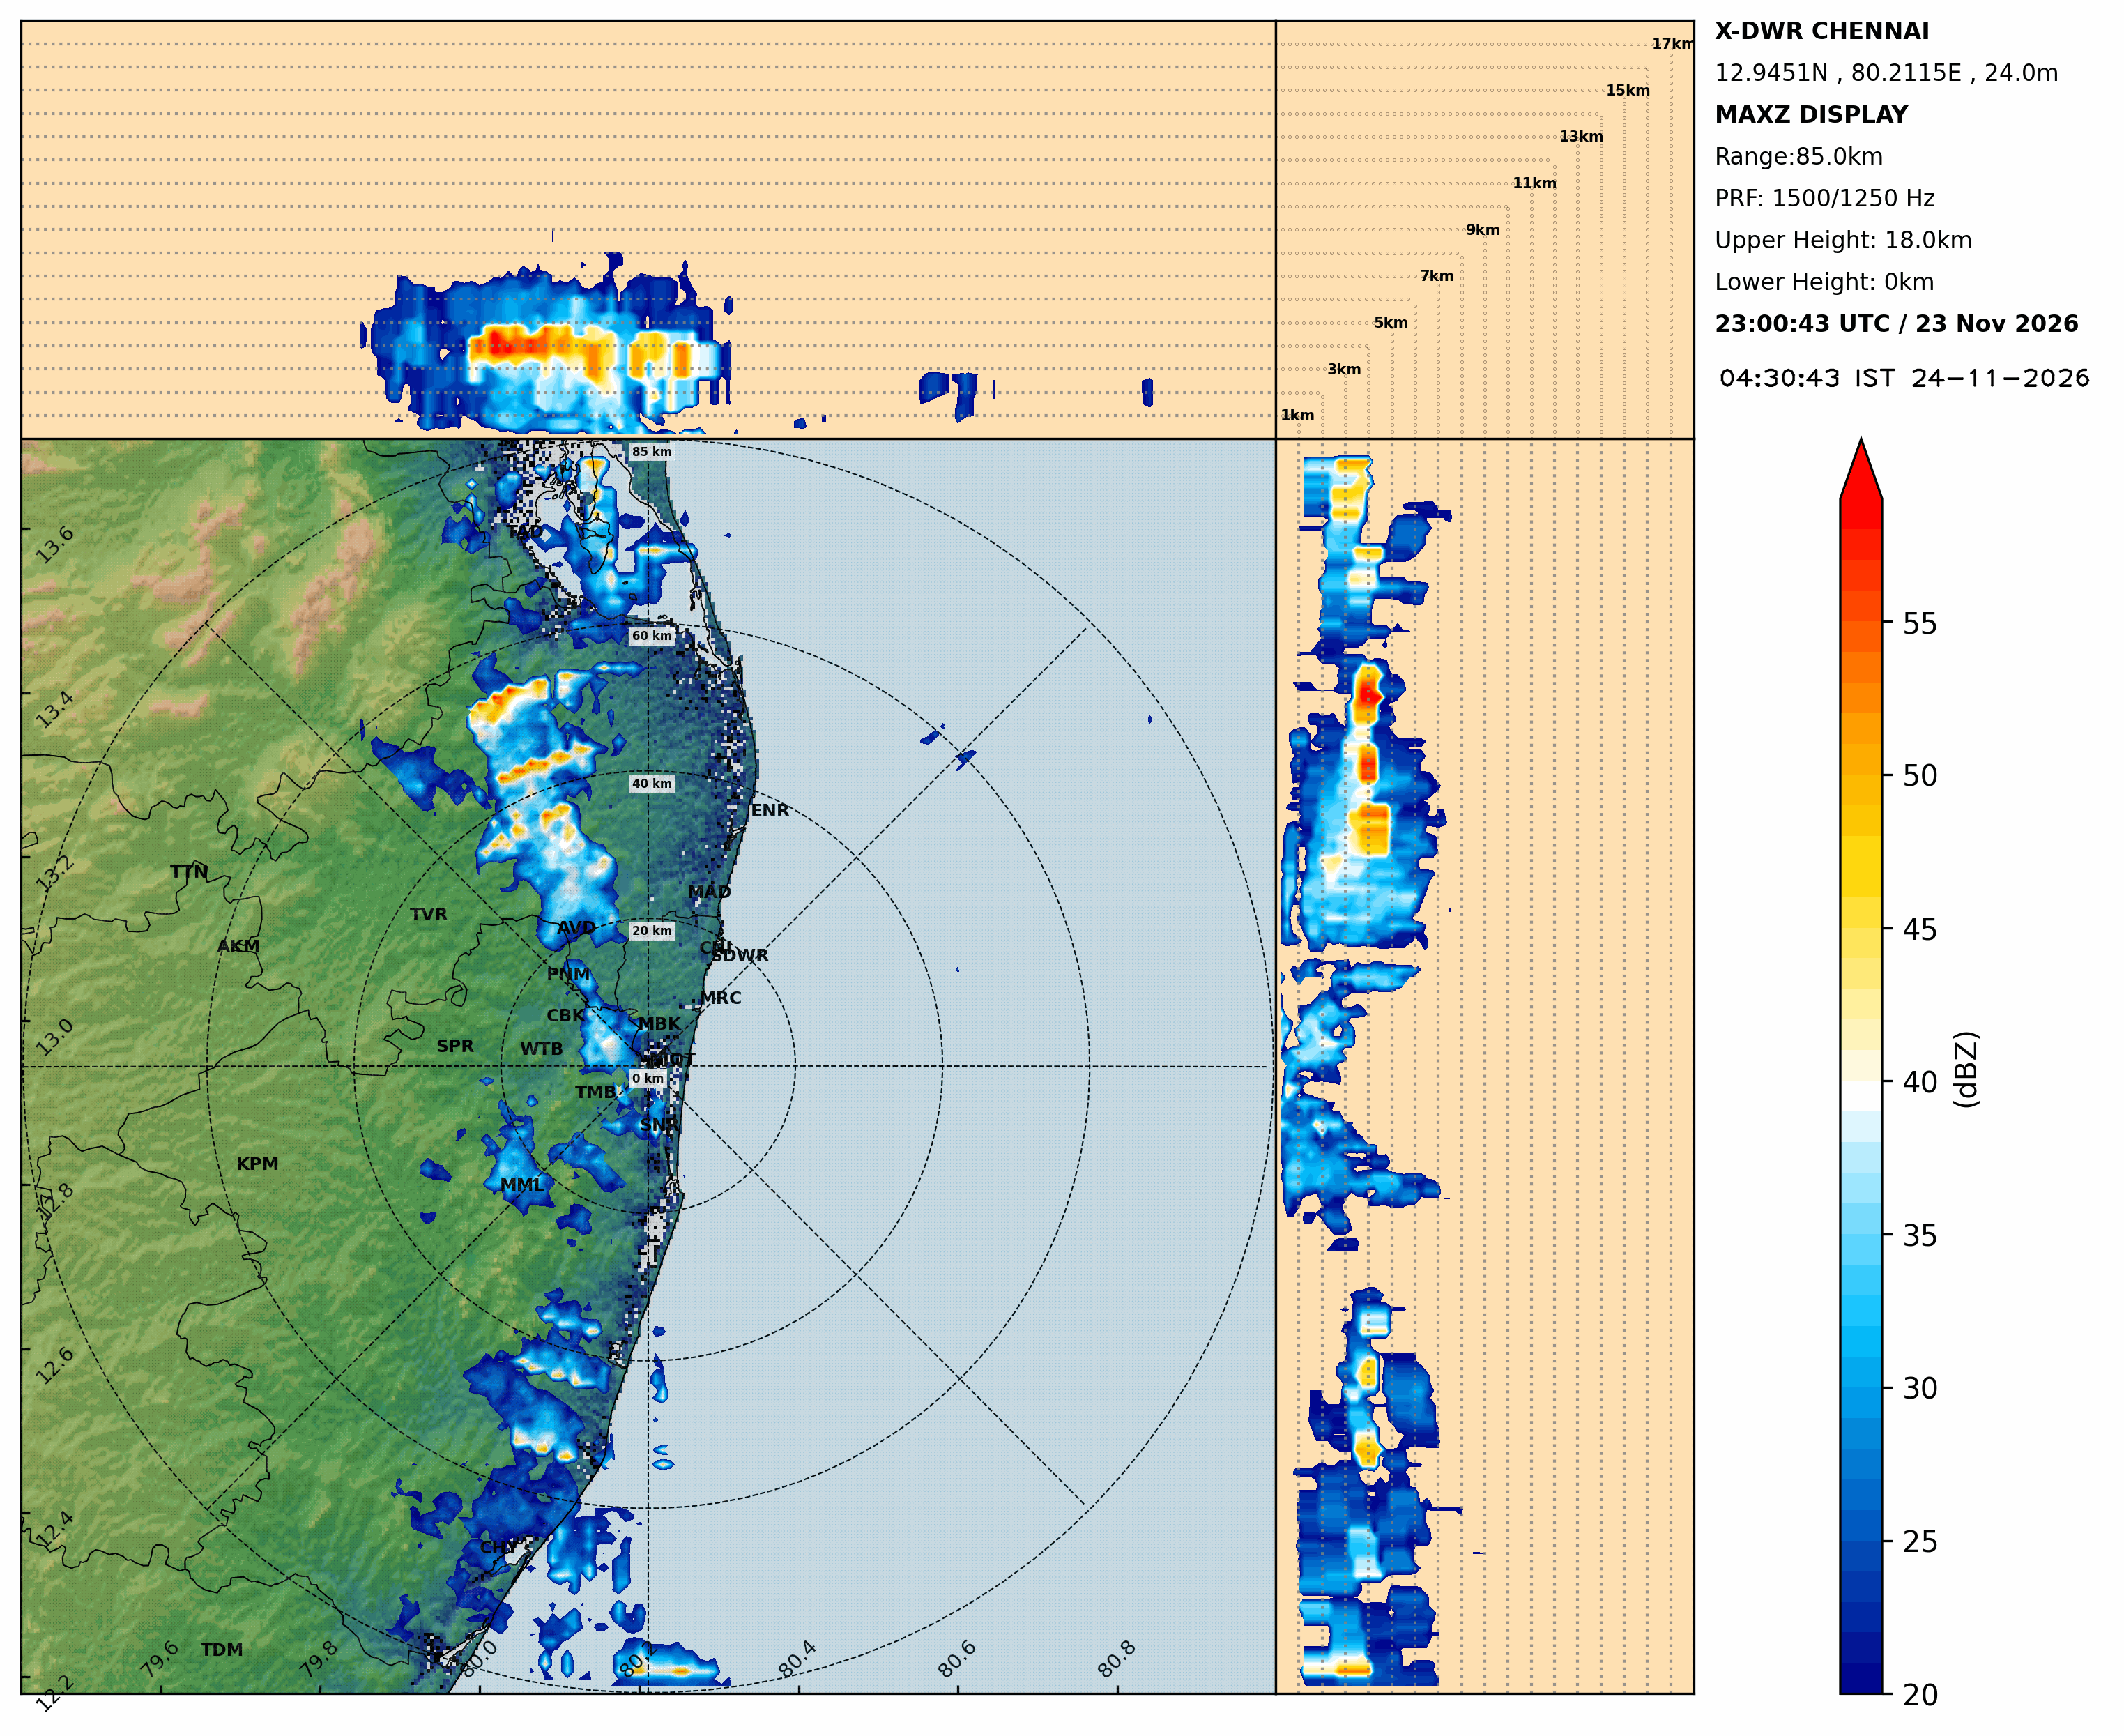 X-DWR CHENNAI
12.9451N , 80.2115E , 24.0m
MAXZ DISPLAY
Range:85.0km
PRF: 1500/1250 Hz
Upper Height: 18.0km
Lower Height: 0km
23:00:43 UTC / 23 Nov 2026
04:30:43 IST 24-11-2026
17km
15km
13km
11km
9km
7km
5km
3km
1km
85 km
60 km
40 km
20 km
0 km
TAD
ENR
TTN
MAD
TVR
AVD
AKM
CNI
SDWR
PNM
MRC
CBK
MBK
SPR
WTB
TMB
SNR
KPM
MML
CHY
TDM
13.6
13.4
13.2
13.0
12.8
12.6
12.4
12.2
79.6
79.8
80.0
80.2
80.4
80.6
80.8
55
50
45
40
35
30
25
20
(dBZ)